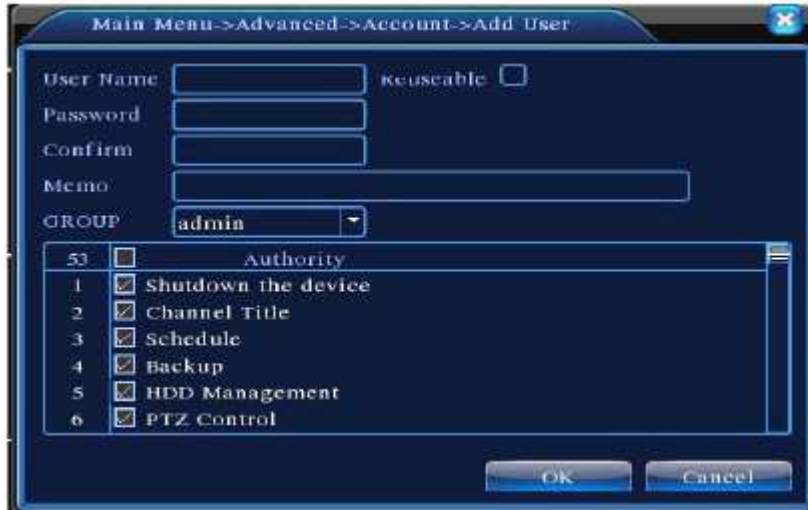 Main Menu->Advanced->Account->Add User
User Name Reuseable
Password
Confirm
Memo
GROUP admin
53 Authority
1 Shutdown the device
2 Channel Title
3 Schedule
4 Backup
5 HDD Management
6 PTZ Control
OK Cancel